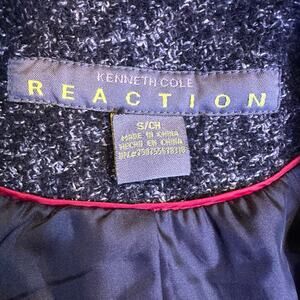 KENNETH COLE
REACTION
S/CH
MADE IN CHINA
HECHO EN CHINA